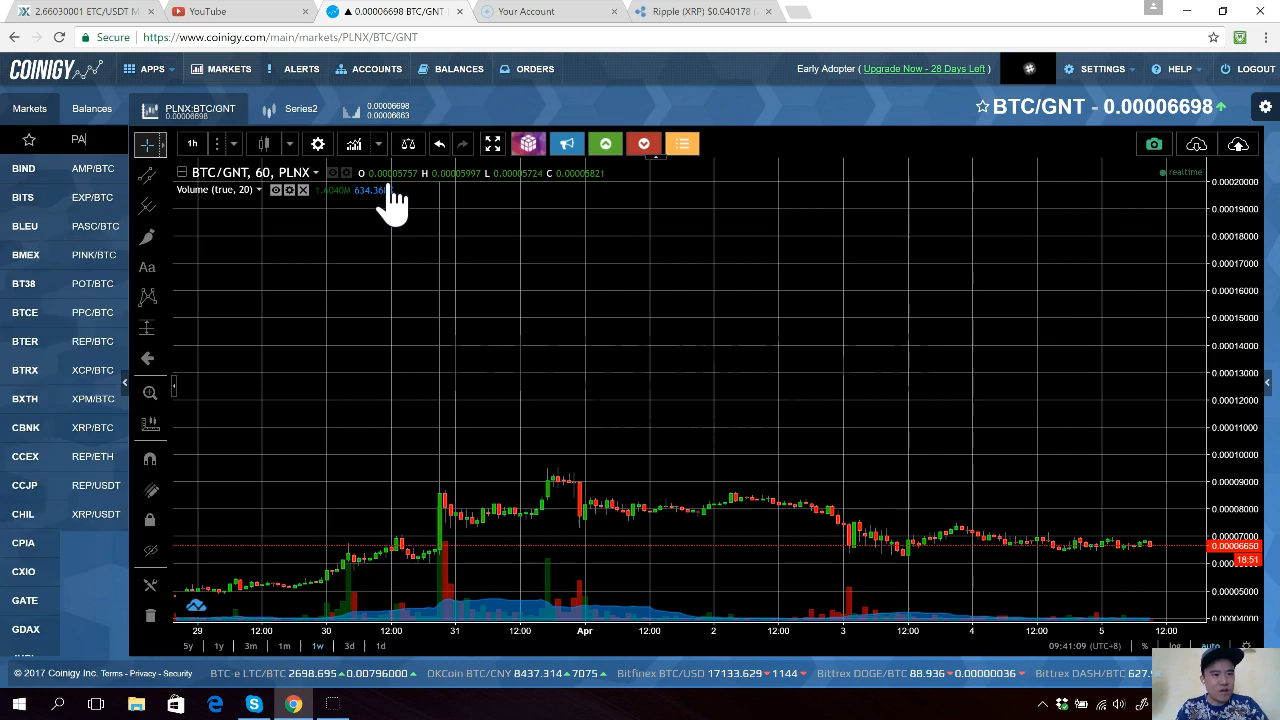 2.66030001 ETC/USDT M
YouTube
▲ 0.00006698 BTC/GNT
Your Account
Ripple (XRP) $0.040178
Secure https://www.coinigy.com/main/markets/PLNX/BTC/GNT
COINIGY
APPS
MARKETS
ALERTS
ACCOUNTS
BALANCES
ORDERS
Early Adopter ( Upgrade Now - 28 Days Left )
SETTINGS
HELP
LOGOUT
Markets
Balances
PLNX:BTC/GNT
0.00006698
Series2
0.00006698
0.00006663
BTC/GNT - 0.00006698
PA
1h
BTC/GNT, 60, PLNX
O 0.00005757 H 0.00005997 L 0.00005724 C 0.00005821
realtime
Volume (true, 20)
1.6040M
BIND AMP/BTC
BITS EXP/BTC
BLEU PASC/BTC
BMEX PINK/BTC
BT38 POT/BTC
BTCE PPC/BTC
BTER REP/BTC
BTRX XCP/BTC
BXTH XPM/BTC
CBNK XRP/BTC
CCEX REP/ETH
CCJP REP/USDT
XRP/USDT
CPIA
CXIO
GATE
GDAX
Aa
0.00020000
0.00019000
0.00018000
0.00017000
0.00016000
0.00015000
0.00014000
0.00013000
0.00012000
0.00011000
0.00010000
0.00009000
0.00008000
0.00007000
0.00006650
18:51
0.00005000
0.00004000
29 12:00 30 12:00 31 12:00 Apr 12:00 2 12:00 3 12:00 4 12:00 5 12:00
5y 1y 3m 1m 1w 3d 1d
09:41:09 (UTC+8)
% log auto
© 2017 Coinigy Inc. Terms - Privacy - Security
BTC-e LTC/BTC 2698.695 0.00796000
OKCoin BTC/CNY 8437.314 7075
Bitfinex BTC/USD 17133.629 1144
Bittrex DOGE/BTC 88.936 0.00000036
Bittrex DASH/BTC 627.